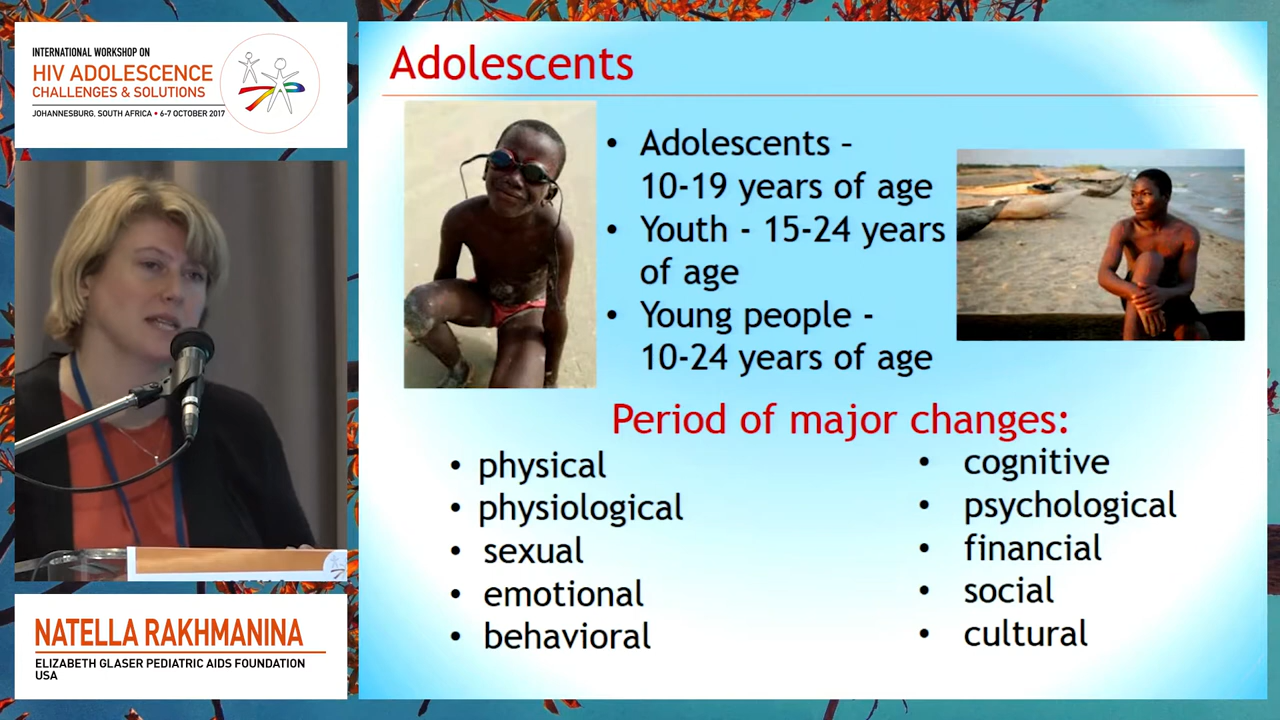 INTERNATIONAL WORKSHOP ON
HIV ADOLESCENCE
CHALLENGES & SOLUTIONS
JOHANNESBURG, SOUTH AFRICA • 6-7 OCTOBER 2017
NATELLA RAKHMANINA
ELIZABETH GLASER PEDIATRIC AIDS FOUNDATION
USA
Adolescents
• Adolescents –
10-19 years of age
• Youth - 15-24 years
of age
• Young people -
10-24 years of age
Period of major changes:
• physical
• physiological
• sexual
• emotional
• behavioral
• cognitive
• psychological
• financial
• social
• cultural